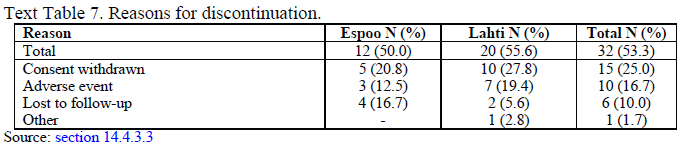 Text Table 7. Reasons for discontinuation.
Reason Espoo N (%) Lahti N (%) Total N (%)
Total 12 (50.0) 20 (55.6) 32 (53.3)
Consent withdrawn 5 (20.8) 10 (27.8) 15 (25.0)
Adverse event 3 (12.5) 7 (19.4) 10 (16.7)
Lost to follow-up 4 (16.7) 2 (5.6) 6 (10.0)
Other - 1 (2.8) 1 (1.7)
Source: section 14.4.3.3